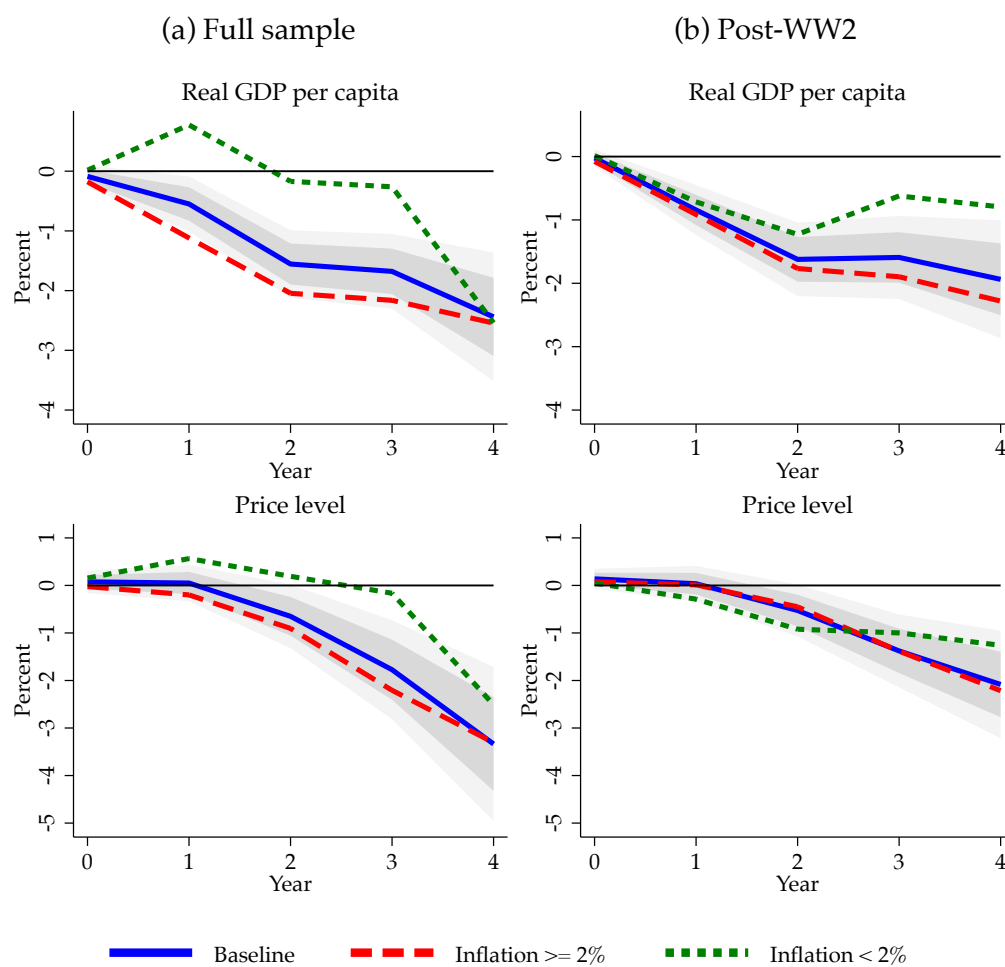 (a) Full sample
(b) Post-WW2
Real GDP per capita
Percent
0
-1
-2
-3
-4
0 1 2 3 4
Year
Real GDP per capita
Percent
0
-1
-2
-3
-4
0 1 2 3 4
Year
Price level
Percent
1
0
-1
-2
-3
-4
-5
0 1 2 3 4
Year
Price level
Percent
1
0
-1
-2
-3
-4
-5
0 1 2 3 4
Year
Baseline Inflation >= 2% Inflation < 2%